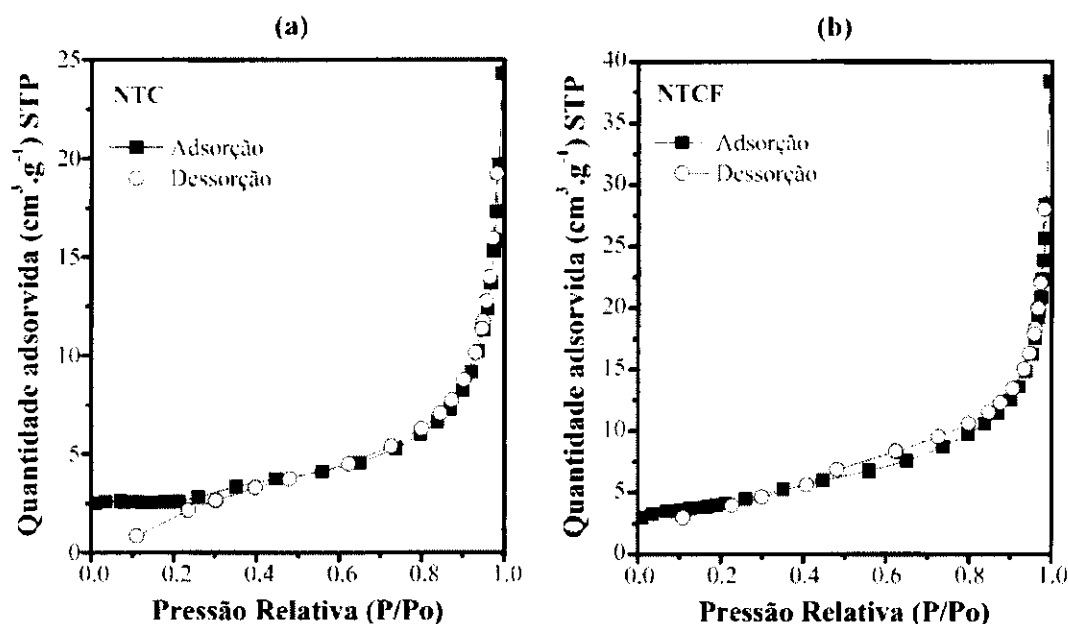 (a)
Quantidade adsorvida (cm³.g⁻¹) STP
25
20
15
10
5
0
NTC
Adsorção
Dessorção
0.0 0.2 0.4 0.6 0.8 1.0
Pressão Relativa (P/Po)
(b)
Quantidade adsorvida (cm³.g⁻¹) STP
40
35
30
25
20
15
10
5
0
NTCF
Adsorção
Dessorção
0.0 0.2 0.4 0.6 0.8 1.0
Pressão Relativa (P/Po)